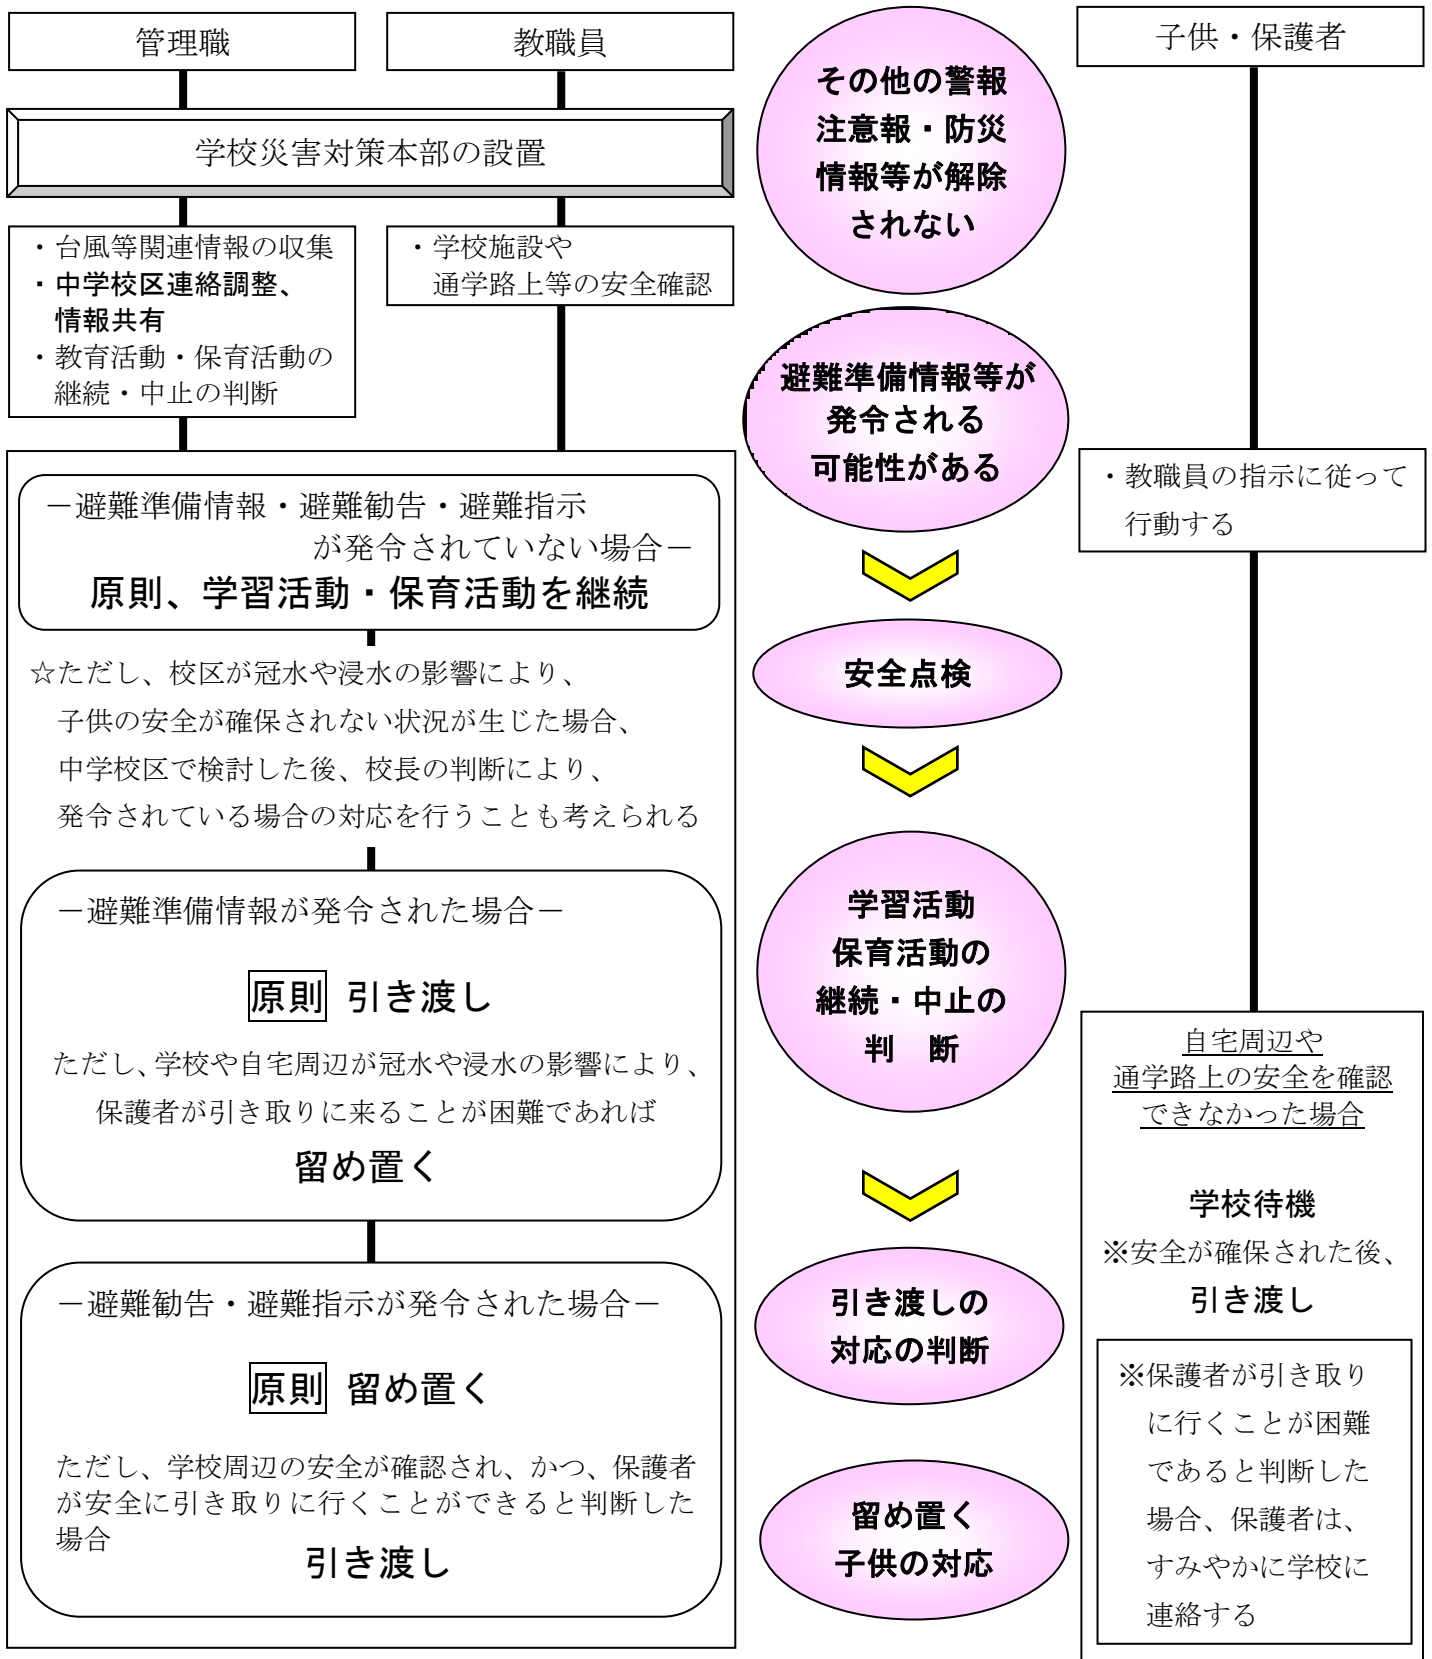 管理職
教職員
学校災害対策本部の設置
・台風等関連情報の収集
・中学校区連絡調整、
情報共有
・教育活動・保育活動の
継続・中止の判断
・学校施設や
通学路上等の安全確認
－避難準備情報・避難勧告・避難指示
が発令されていない場合－
原則、学習活動・保育活動を継続
☆ただし、校区が冠水や浸水の影響により、
子供の安全が確保されない状況が生じた場合、
中学校区で検討した後、校長の判断により、
発令されている場合の対応を行うことも考えられる
－避難準備情報が発令された場合－
原則 引き渡し
ただし、学校や自宅周辺が冠水や浸水の影響により、
保護者が引き取りに来ることが困難であれば
留め置く
－避難勧告・避難指示が発令された場合－
原則 留め置く
ただし、学校周辺の安全が確認され、かつ、保護者
が安全に引き取りに行くことができると判断した
場合
引き渡し
その他の警報
注意報・防災
情報等が解除
されない
避難準備情報等が
発令される
可能性がある
安全点検
学習活動
保育活動の
継続・中止の
判　断
引き渡しの
対応の判断
留め置く
子供の対応
子供・保護者
・教職員の指示に従って
行動する
自宅周辺や
通学路上の安全を確認
できなかった場合
学校待機
※安全が確保された後、
引き渡し
※保護者が引き取り
に行くことが困難
であると判断した
場合、保護者は、
すみやかに学校に
連絡する